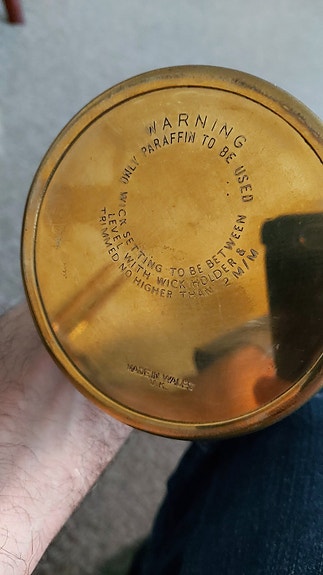 WARNING
ONLY PARAFFIN TO BE USED
WICK SETTING TO BE BETWEEN
LEVEL WITH WICK HOLDER &
TRIMMED NO HIGHER THAN 2 M/M
MADE IN WALES
U.K.